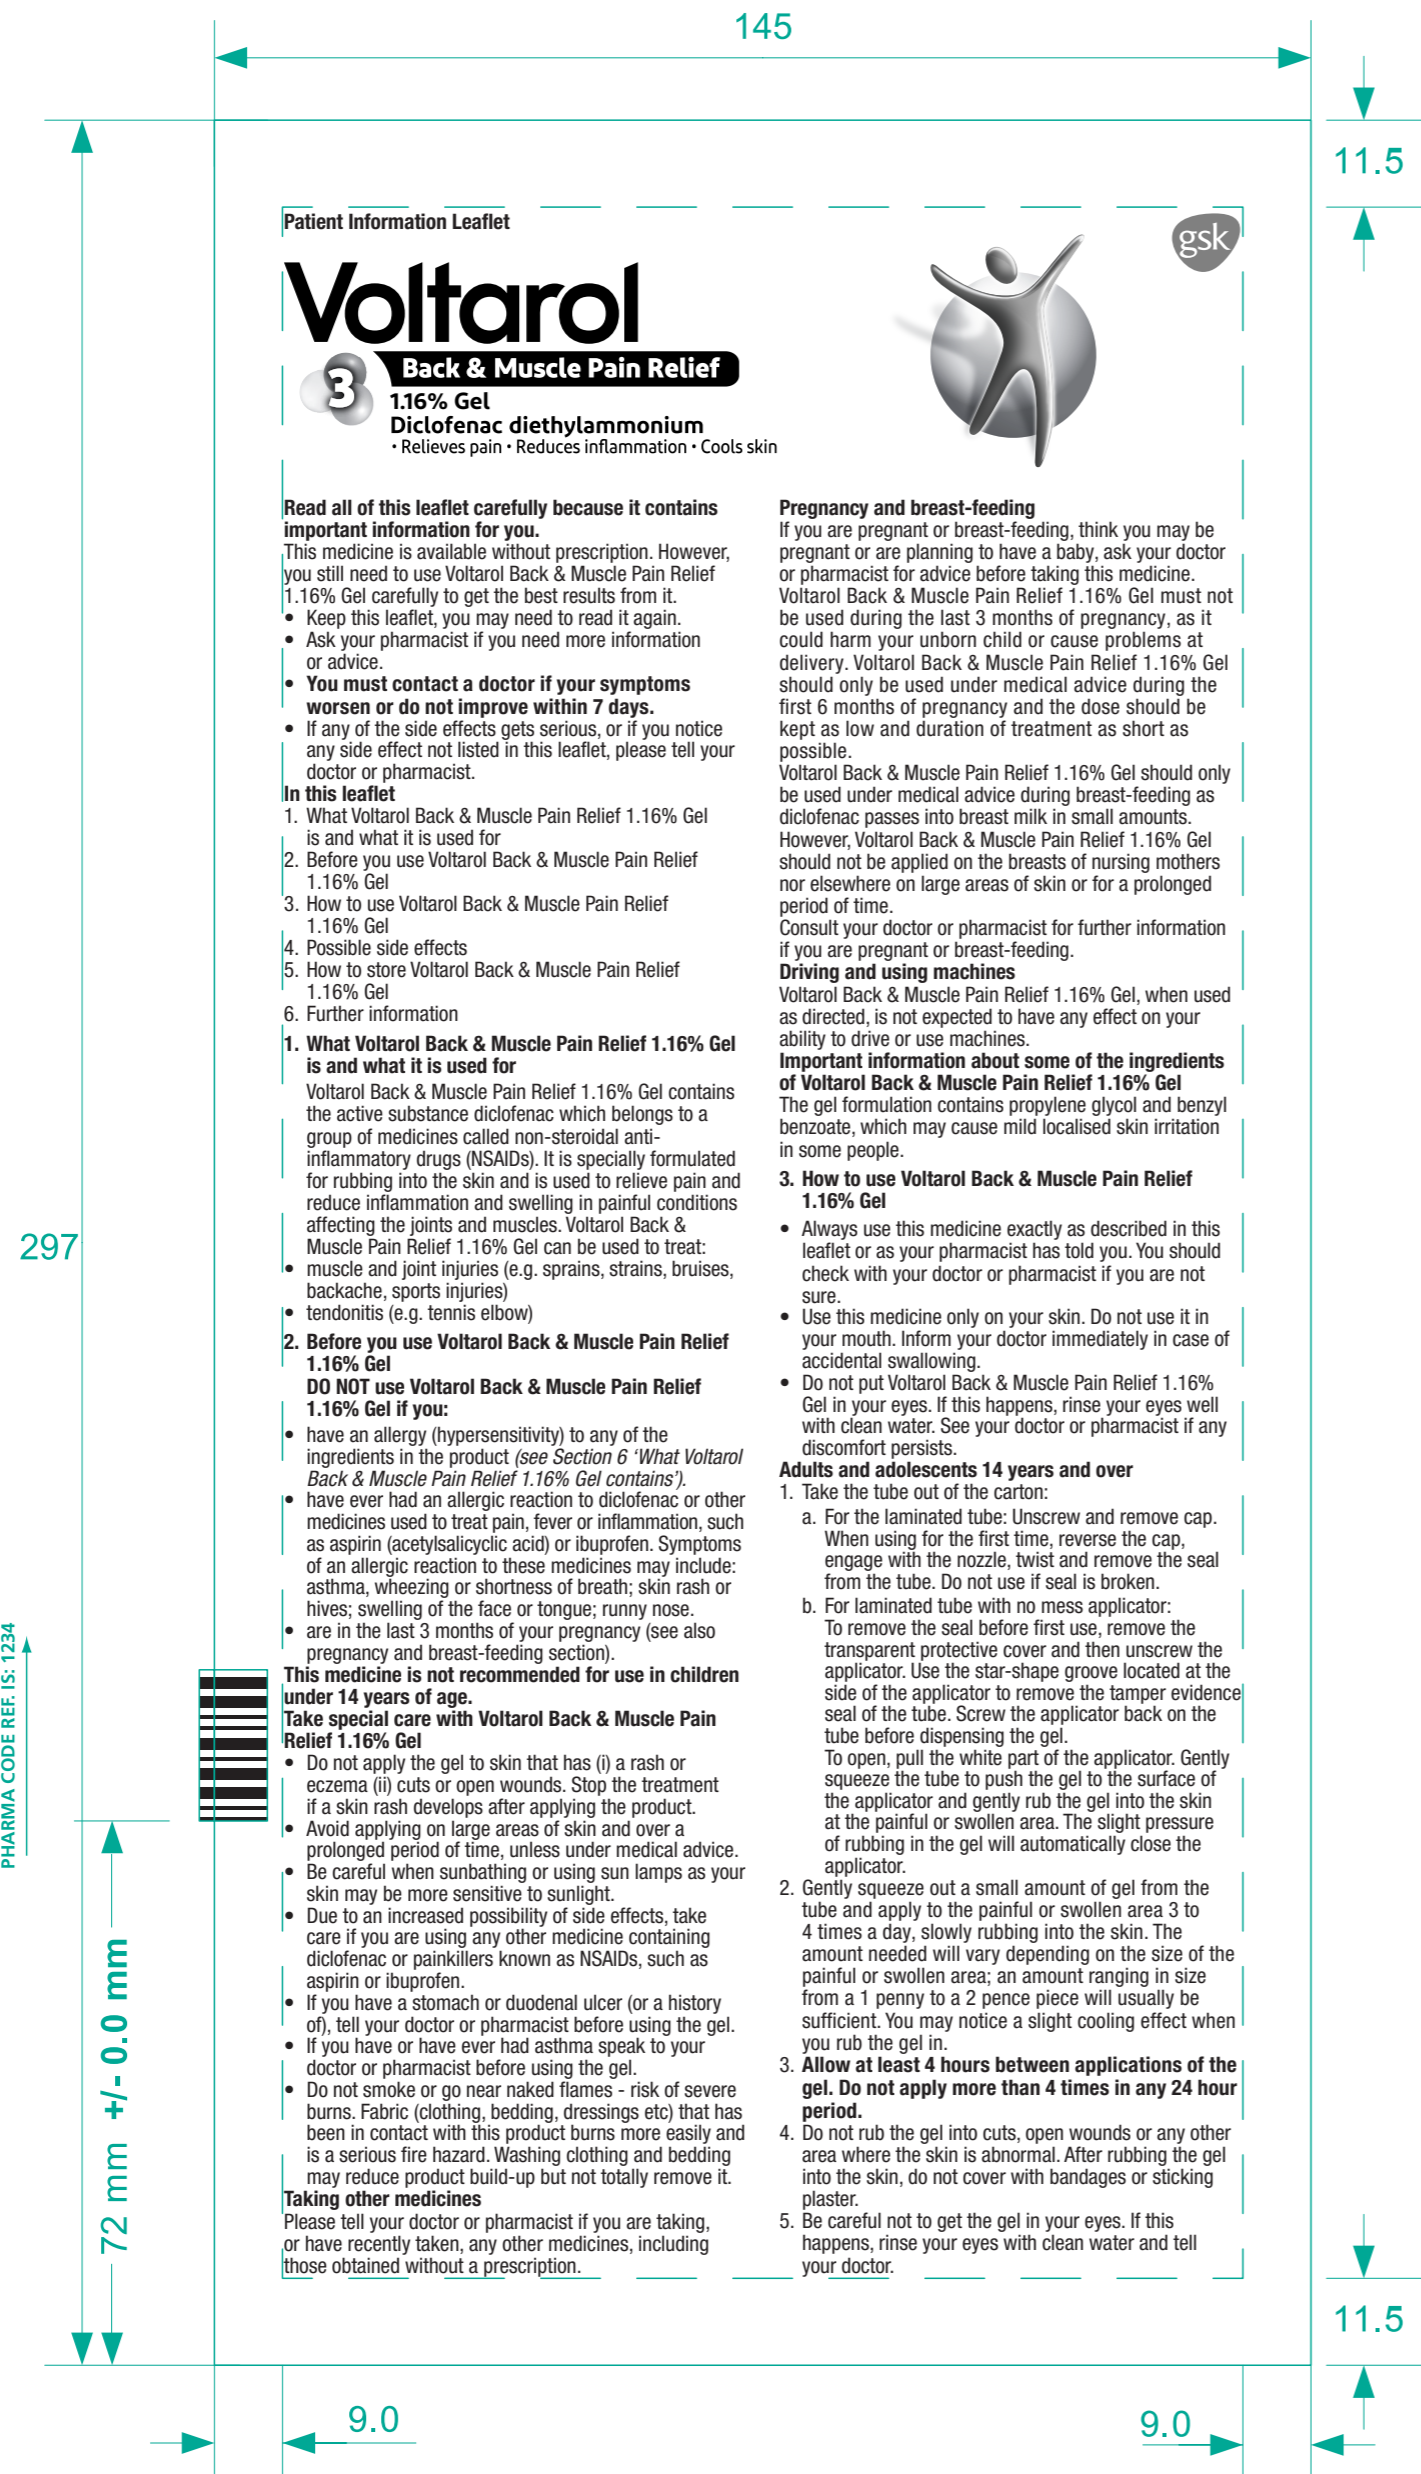 145
11.5
Patient Information Leaflet
gsk
Voltarol
3
Back & Muscle Pain Relief
1.16% Gel
Diclofenac diethylammonium
• Relieves pain • Reduces inflammation • Cools skin
Read all of this leaflet carefully because it contains
important information for you.
This medicine is available without prescription. However,
you still need to use Voltarol Back & Muscle Pain Relief
1.16% Gel carefully to get the best results from it.
• Keep this leaflet, you may need to read it again.
• Ask your pharmacist if you need more information
or advice.
• You must contact a doctor if your symptoms
worsen or do not improve within 7 days.
• If any of the side effects gets serious, or if you notice
any side effect not listed in this leaflet, please tell your
doctor or pharmacist.
In this leaflet
1. What Voltarol Back & Muscle Pain Relief 1.16% Gel
is and what it is used for
2. Before you use Voltarol Back & Muscle Pain Relief
1.16% Gel
3. How to use Voltarol Back & Muscle Pain Relief
1.16% Gel
4. Possible side effects
5. How to store Voltarol Back & Muscle Pain Relief
1.16% Gel
6. Further information
1. What Voltarol Back & Muscle Pain Relief 1.16% Gel
is and what it is used for
Voltarol Back & Muscle Pain Relief 1.16% Gel contains
the active substance diclofenac which belongs to a
group of medicines called non-steroidal anti-
inflammatory drugs (NSAIDs). It is specially formulated
for rubbing into the skin and is used to relieve pain and
reduce inflammation and swelling in painful conditions
affecting the joints and muscles. Voltarol Back &
Muscle Pain Relief 1.16% Gel can be used to treat:
• muscle and joint injuries (e.g. sprains, strains, bruises,
backache, sports injuries)
• tendonitis (e.g. tennis elbow)
2. Before you use Voltarol Back & Muscle Pain Relief
1.16% Gel
DO NOT use Voltarol Back & Muscle Pain Relief
1.16% Gel if you:
• have an allergy (hypersensitivity) to any of the
ingredients in the product (see Section 6 ‘What Voltarol
Back & Muscle Pain Relief 1.16% Gel contains’).
• have ever had an allergic reaction to diclofenac or other
medicines used to treat pain, fever or inflammation, such
as aspirin (acetylsalicyclic acid) or ibuprofen. Symptoms
of an allergic reaction to these medicines may include:
asthma, wheezing or shortness of breath; skin rash or
hives; swelling of the face or tongue; runny nose.
• are in the last 3 months of your pregnancy (see also
pregnancy and breast-feeding section).
This medicine is not recommended for use in children
under 14 years of age.
Take special care with Voltarol Back & Muscle Pain
Relief 1.16% Gel
• Do not apply the gel to skin that has (i) a rash or
eczema (ii) cuts or open wounds. Stop the treatment
if a skin rash develops after applying the product.
• Avoid applying on large areas of skin and over a
prolonged period of time, unless under medical advice.
• Be careful when sunbathing or using sun lamps as your
skin may be more sensitive to sunlight.
• Due to an increased possibility of side effects, take
care if you are using any other medicine containing
diclofenac or painkillers known as NSAIDs, such as
aspirin or ibuprofen.
• If you have a stomach or duodenal ulcer (or a history
of), tell your doctor or pharmacist before using the gel.
• If you have or have ever had asthma speak to your
doctor or pharmacist before using the gel.
• Do not smoke or go near naked flames - risk of severe
burns. Fabric (clothing, bedding, dressings etc) that has
been in contact with this product burns more easily and
is a serious fire hazard. Washing clothing and bedding
may reduce product build-up but not totally remove it.
Taking other medicines
Please tell your doctor or pharmacist if you are taking,
or have recently taken, any other medicines, including
those obtained without a prescription.
Pregnancy and breast-feeding
If you are pregnant or breast-feeding, think you may be
pregnant or are planning to have a baby, ask your doctor
or pharmacist for advice before taking this medicine.
Voltarol Back & Muscle Pain Relief 1.16% Gel must not
be used during the last 3 months of pregnancy, as it
could harm your unborn child or cause problems at
delivery. Voltarol Back & Muscle Pain Relief 1.16% Gel
should only be used under medical advice during the
first 6 months of pregnancy and the dose should be
kept as low and duration of treatment as short as
possible.
Voltarol Back & Muscle Pain Relief 1.16% Gel should only
be used under medical advice during breast-feeding as
diclofenac passes into breast milk in small amounts.
However, Voltarol Back & Muscle Pain Relief 1.16% Gel
should not be applied on the breasts of nursing mothers
nor elsewhere on large areas of skin or for a prolonged
period of time.
Consult your doctor or pharmacist for further information
if you are pregnant or breast-feeding.
Driving and using machines
Voltarol Back & Muscle Pain Relief 1.16% Gel, when used
as directed, is not expected to have any effect on your
ability to drive or use machines.
Important information about some of the ingredients
of Voltarol Back & Muscle Pain Relief 1.16% Gel
The gel formulation contains propylene glycol and benzyl
benzoate, which may cause mild localised skin irritation
in some people.
3. How to use Voltarol Back & Muscle Pain Relief
1.16% Gel
• Always use this medicine exactly as described in this
leaflet or as your pharmacist has told you. You should
check with your doctor or pharmacist if you are not
sure.
• Use this medicine only on your skin. Do not use it in
your mouth. Inform your doctor immediately in case of
accidental swallowing.
• Do not put Voltarol Back & Muscle Pain Relief 1.16%
Gel in your eyes. If this happens, rinse your eyes well
with clean water. See your doctor or pharmacist if any
discomfort persists.
Adults and adolescents 14 years and over
1. Take the tube out of the carton:
a. For the laminated tube: Unscrew and remove cap.
When using for the first time, reverse the cap,
engage with the nozzle, twist and remove the seal
from the tube. Do not use if seal is broken.
b. For laminated tube with no mess applicator:
To remove the seal before first use, remove the
transparent protective cover and then unscrew the
applicator. Use the star-shape groove located at the
side of the applicator to remove the tamper evidence
seal of the tube. Screw the applicator back on the
tube before dispensing the gel.
To open, pull the white part of the applicator. Gently
squeeze the tube to push the gel to the surface of
the applicator and gently rub the gel into the skin
at the painful or swollen area. The slight pressure
of rubbing in the gel will automatically close the
applicator.
2. Gently squeeze out a small amount of gel from the
tube and apply to the painful or swollen area 3 to
4 times a day, slowly rubbing into the skin. The
amount needed will vary depending on the size of the
painful or swollen area; an amount ranging in size
from a 1 penny to a 2 pence piece will usually be
sufficient. You may notice a slight cooling effect when
you rub the gel in.
3. Allow at least 4 hours between applications of the
gel. Do not apply more than 4 times in any 24 hour
period.
4. Do not rub the gel into cuts, open wounds or any other
area where the skin is abnormal. After rubbing the gel
into the skin, do not cover with bandages or sticking
plaster.
5. Be careful not to get the gel in your eyes. If this
happens, rinse your eyes with clean water and tell
your doctor.
297
PHARMA CODE REF. IS: 1234
72 mm +/- 0.0 mm
11.5
9.0
9.0